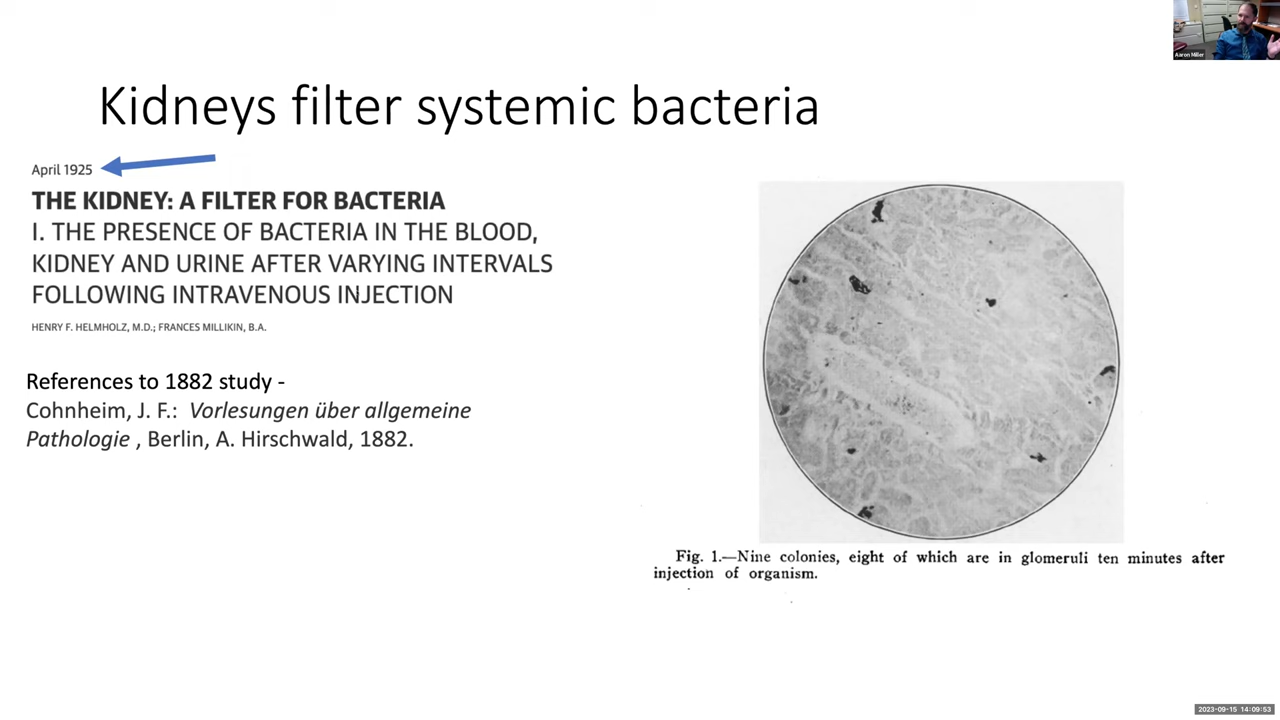 Aaron Miller
Kidneys filter systemic bacteria
April 1925
THE KIDNEY: A FILTER FOR BACTERIA
I. THE PRESENCE OF BACTERIA IN THE BLOOD,
KIDNEY AND URINE AFTER VARYING INTERVALS
FOLLOWING INTRAVENOUS INJECTION
HENRY F. HELMHOLZ, M.D.; FRANCES MILLIKIN, B.A.
References to 1882 study -
Cohnheim, J. F.: Vorlesungen über allgemeine
Pathologie , Berlin, A. Hirschwald, 1882.
Fig. 1.—Nine colonies, eight of which are in glomeruli ten minutes after
injection of organism.
2023-09-15 14:09:53